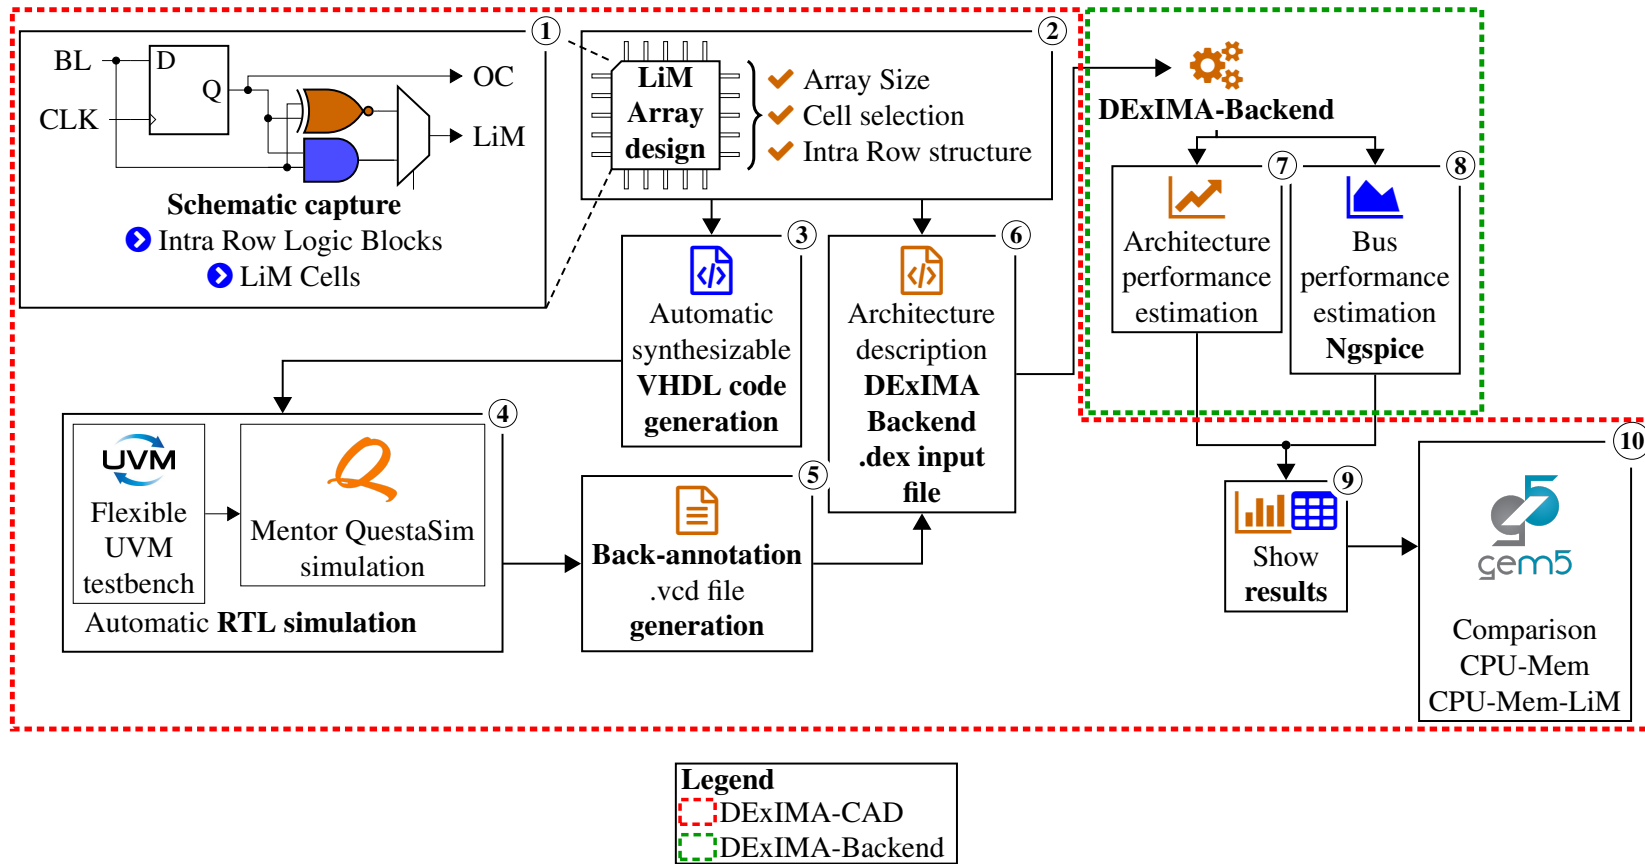 1
BL
D
Q
CLK
OC
LiM
Schematic capture
Intra Row Logic Blocks
LiM Cells
2
LiM
Array
design
Array Size
Cell selection
Intra Row structure
3
</>
Automatic
synthesizable
VHDL code
generation
4
UVM
Flexible
UVM
testbench
Q
Mentor QuestaSim
simulation
Automatic RTL simulation
5
Back-annotation
.vcd file
generation
6
</>
Architecture
description
DExIMA
Backend
.dex input
file
DExIMA-Backend
7
Architecture
performance
estimation
8
Bus
performance
estimation
Ngspice
9
Show
results
10
g5
gem5
Comparison
CPU-Mem
CPU-Mem-LiM
Legend
DExIMA-CAD
DExIMA-Backend